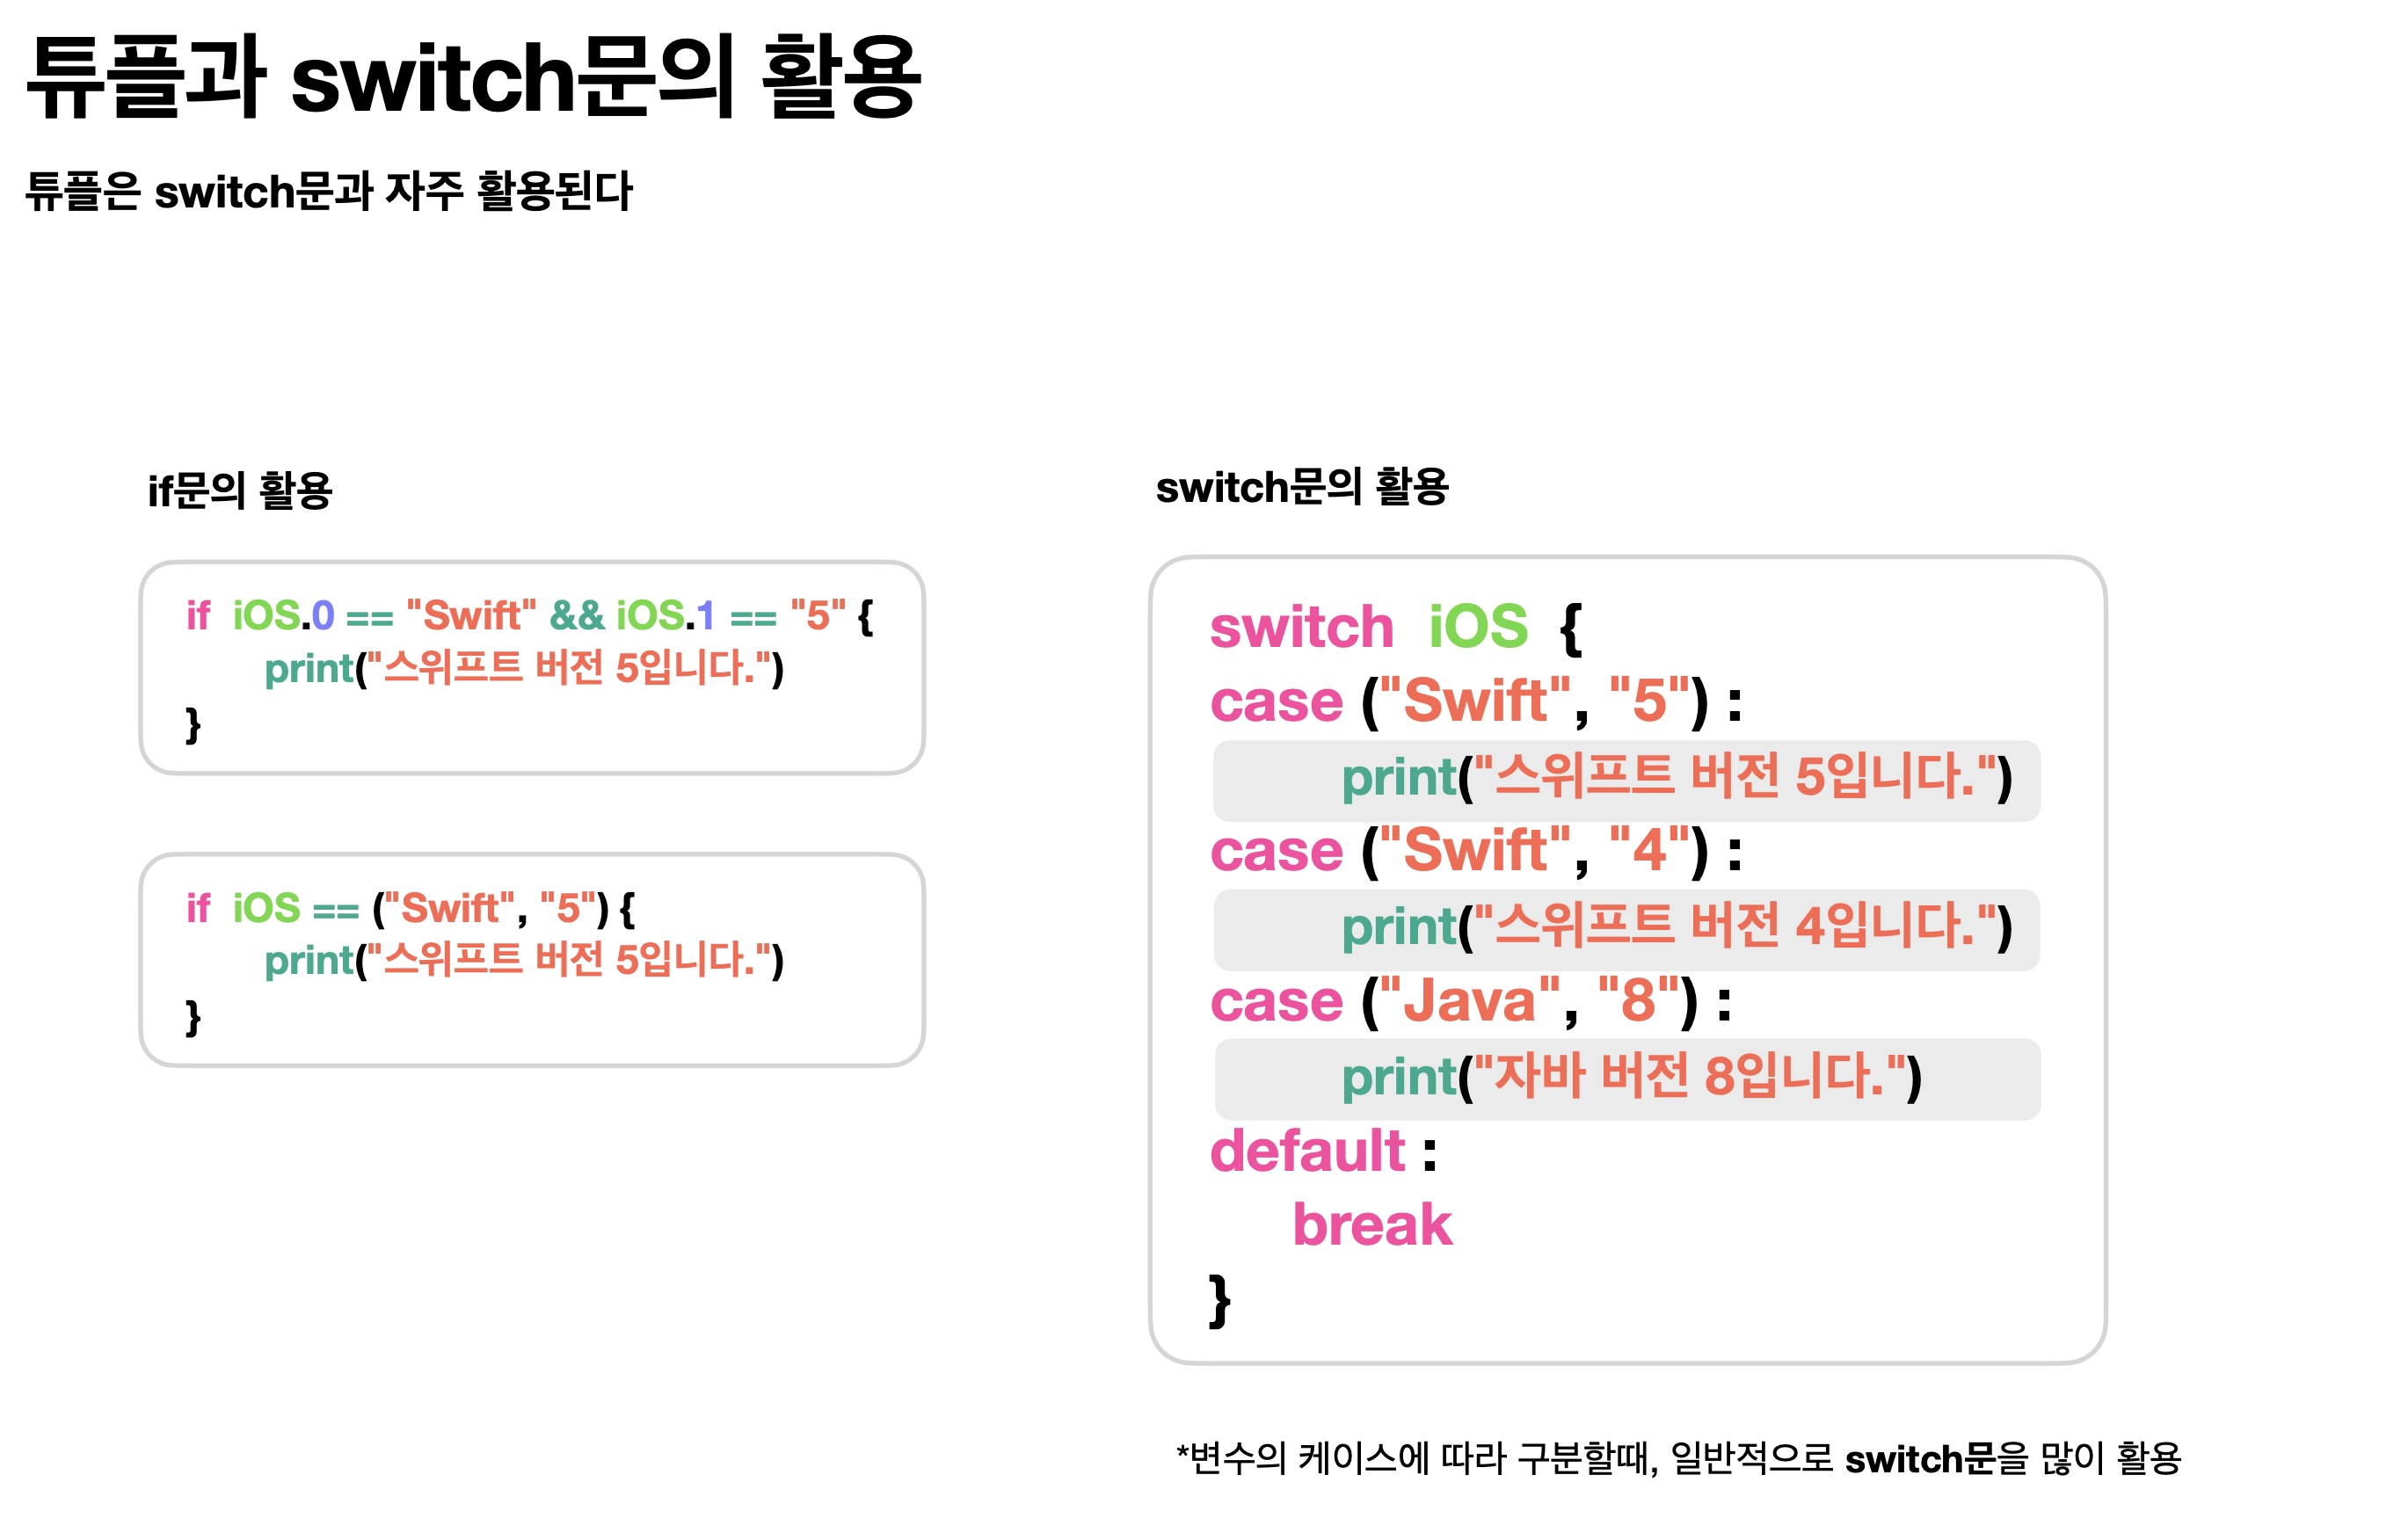 튜플과 switch문의 활용
튜플은 switch문과 자주 활용된다
if문의 활용
if iOS.0 == "Swift" && iOS.1 == "5" {
print("스위프트 버전 5입니다.")
}
if iOS == ("Swift", "5") {
print("스위프트 버전 5입니다.")
}
switch문의 활용
switch iOS {
case ("Swift", "5") :
print("스위프트 버전 5입니다.")
case ("Swift", "4") :
print("스위프트 버전 4입니다.")
case ("Java", "8") :
print("자바 버전 8입니다.")
default :
break
}
*변수의 케이스에 따라 구분할때, 일반적으로 switch문을 많이 활용